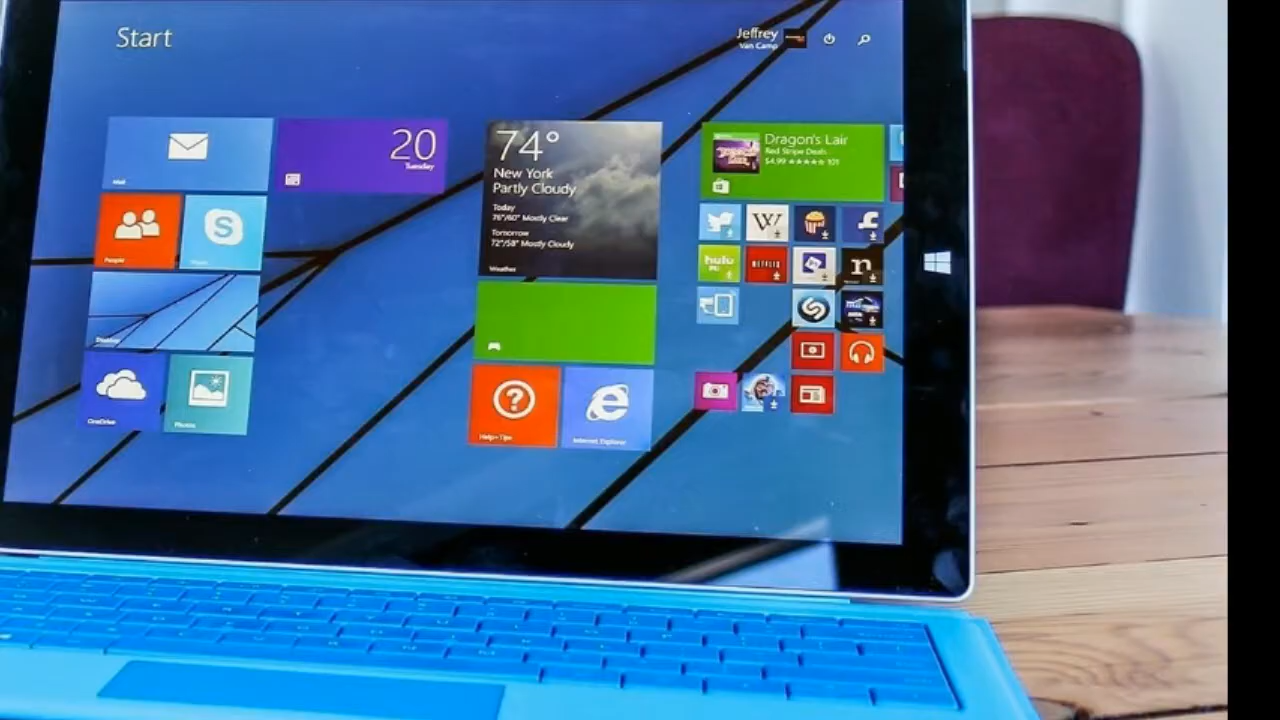 Start
Jeffrey
Van Camp
Mail
20
Tuesday
People
Desktop
OneDrive
Photos
74°
New York
Partly Cloudy
Today
76°/60° Mostly Clear
Tomorrow
72°/58° Mostly Cloudy
Weather
Help+Tips
Internet Explorer
Dragon's Lair
Red Stripe Deals
$4.99 ★★★★★ 101
W
f
hulu
NETFLIX
n